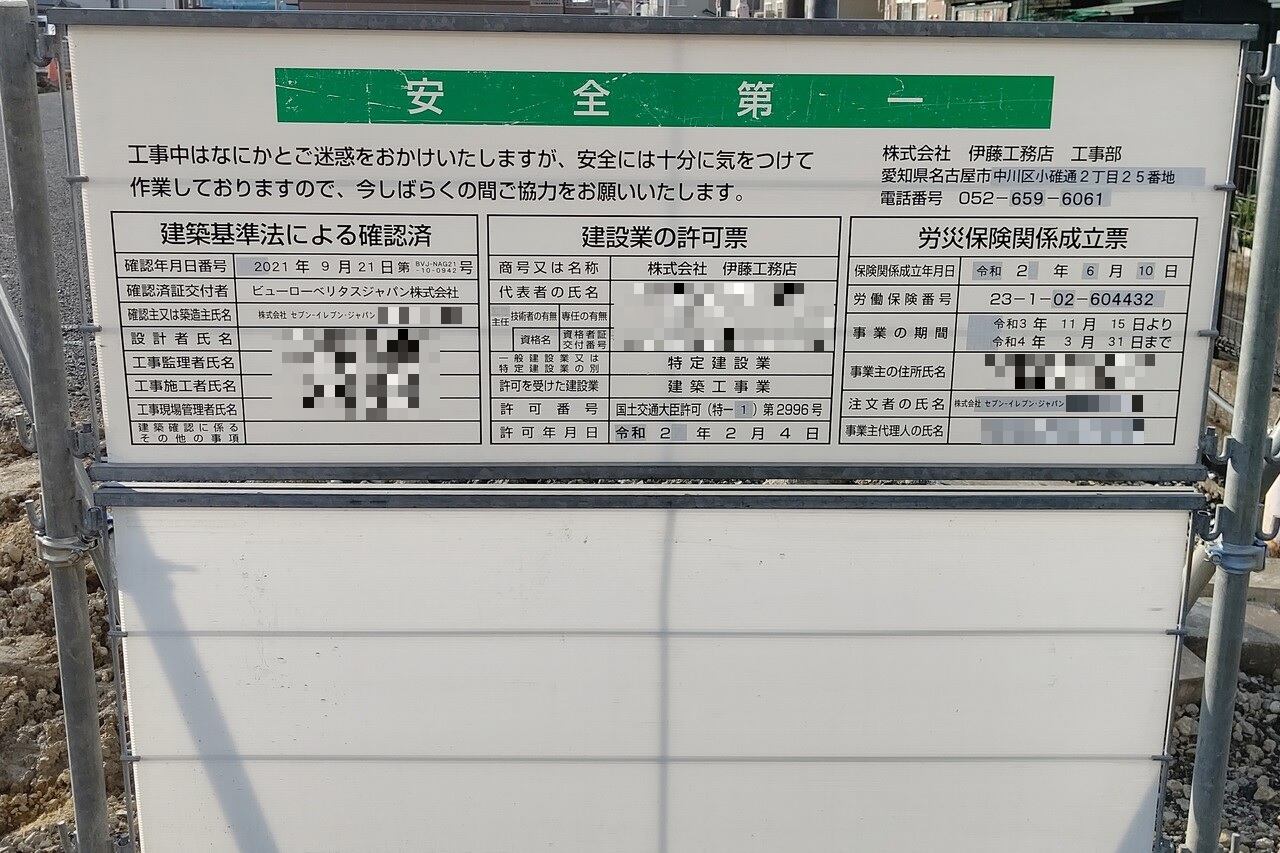 安全第一
工事中はなにかとご迷惑をおかけいたしますが、安全には十分に気をつけて
作業しておりますので、今しばらくの間ご協力をお願いいたします。
株式会社 伊藤工務店 工事部
愛知県名古屋市中川区小碓通2丁目25番地
電話番号 052-659-6061
建築基準法による確認済
確認年月日番号 2021年9月21日第BVJ-NAG21-10-0942号
確認済証交付者 ビューローベリタスジャパン株式会社
確認主又は築造主氏名 株式会社 セブン-イレブン・ジャパン
設計者氏名
工事監理者氏名
工事施工者氏名
工事現場管理者氏名
建築確認に係る
その他の事項
建設業の許可票
商号又は名称 株式会社 伊藤工務店
代表者の氏名
主任技術者の有無 専任の有無
資格名 資格者証交付番号
一般建設業又は
特定建設業の別 特定建設業
許可を受けた建設業 建築工事業
許可番号 国土交通大臣許可(特-1)第2996号
許可年月日 令和2年2月4日
労災保険関係成立票
保険関係成立年月日 令和2年6月10日
労働保険番号 23-1-02-604432
事業の期間 令和3年11月15日より
令和4年3月31日まで
事業主の住所氏名
注文者の氏名 株式会社 セブン-イレブン・ジャパン
事業主代理人の氏名